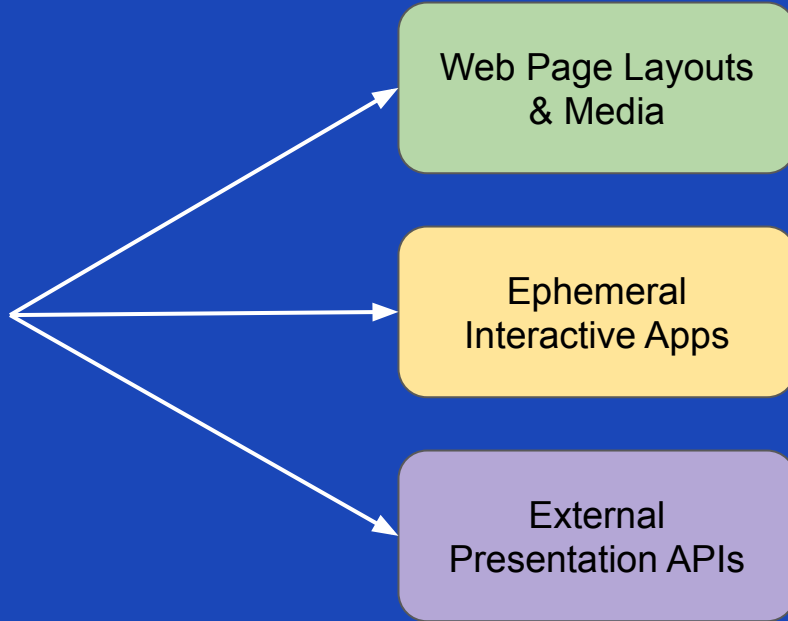 Web Page Layouts
& Media
Ephemeral
Interactive Apps
External
Presentation APIs